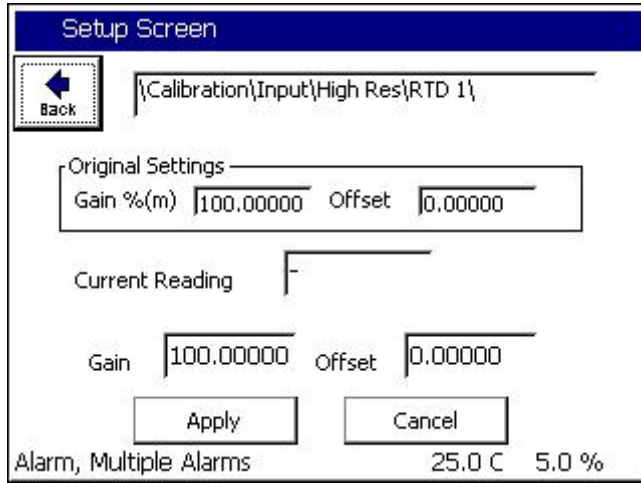 Setup Screen
Back
\Calibration\Input\High Res\RTD 1\
Original Settings
Gain %(m) 100.00000 Offset 0.00000
Current Reading -
Gain 100.00000 Offset 0.00000
Apply Cancel
Alarm, Multiple Alarms 25.0 C 5.0 %